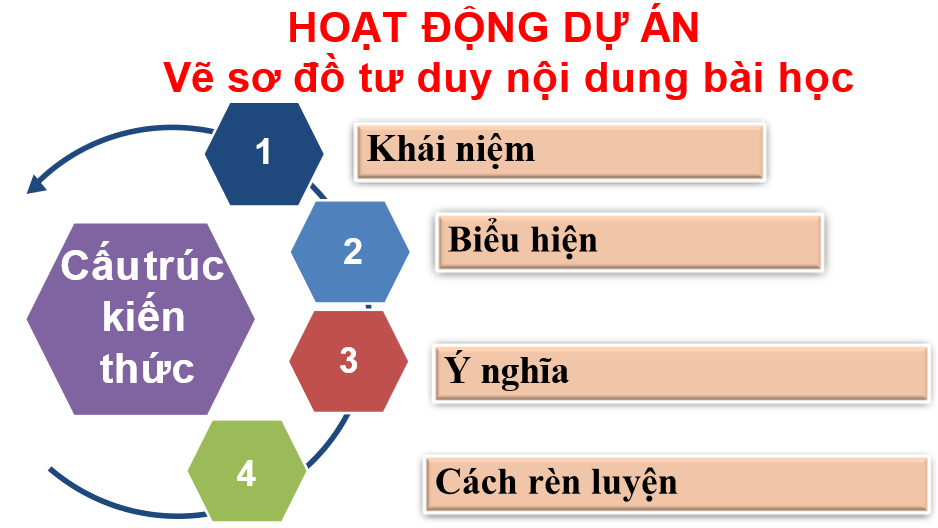 HOẠT ĐỘNG DỰ ÁN
Vẽ sơ đồ tư duy nội dung bài học
1
Khái niệm
2
Biểu hiện
Cấu trúc
kiến
thức
3
Ý nghĩa
4
Cách rèn luyện